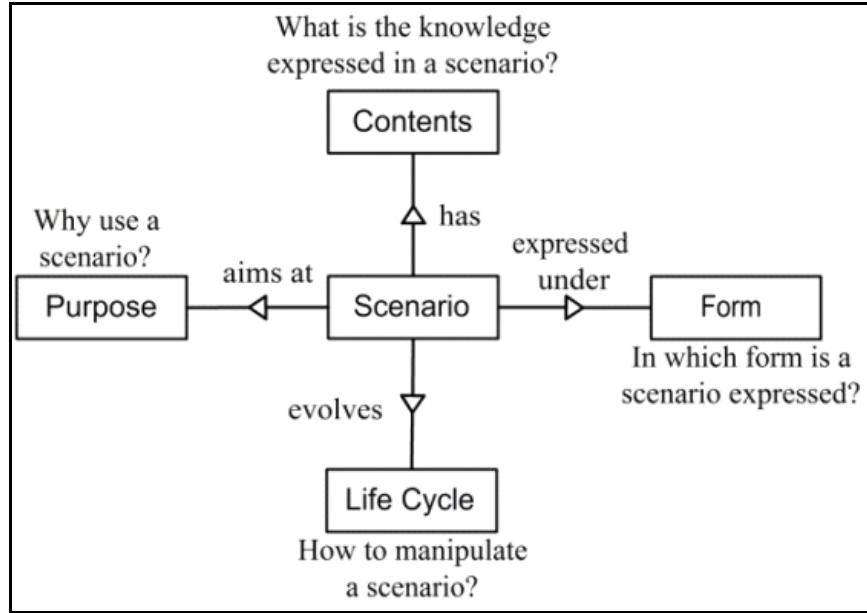 What is the knowledge
expressed in a scenario?
Contents
has
Why use a
scenario?
aims at
expressed
under
Purpose
Scenario
Form
In which form is a
scenario expressed?
evolves
Life Cycle
How to manipulate
a scenario?